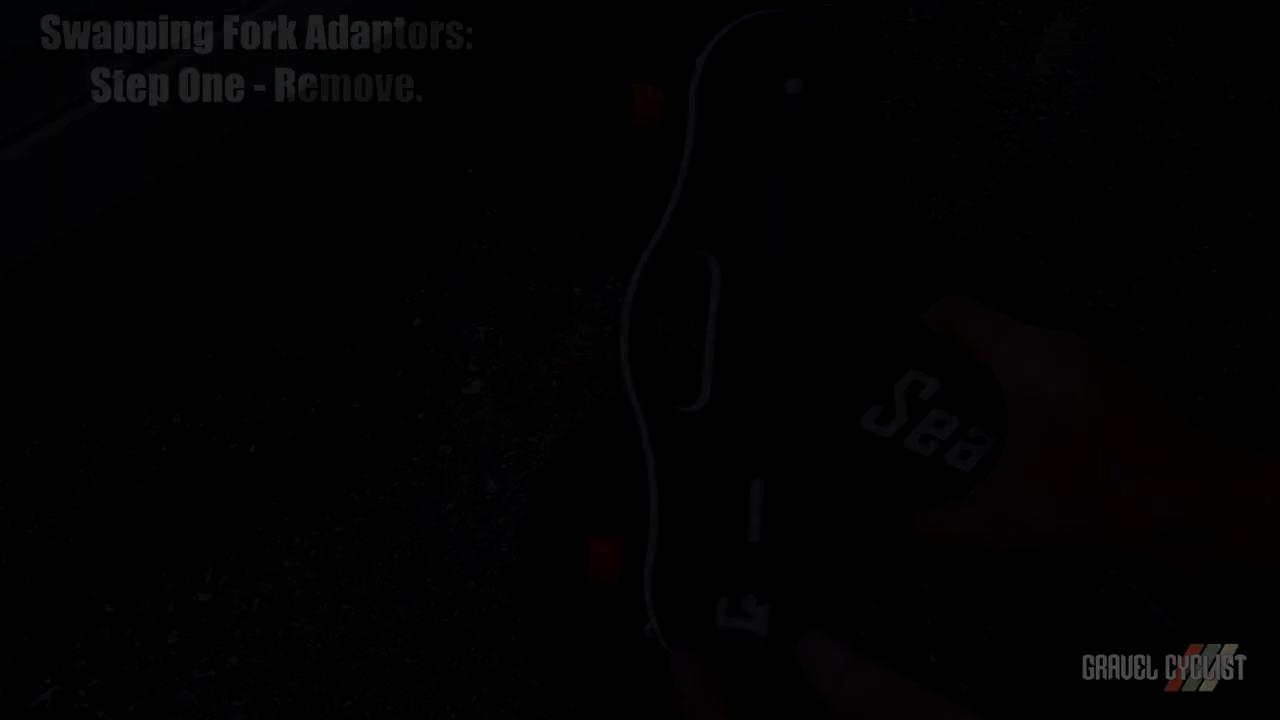 Swapping Fork Adaptors:
Step One - Remove.
Sea
GRAVEL CYCLIST